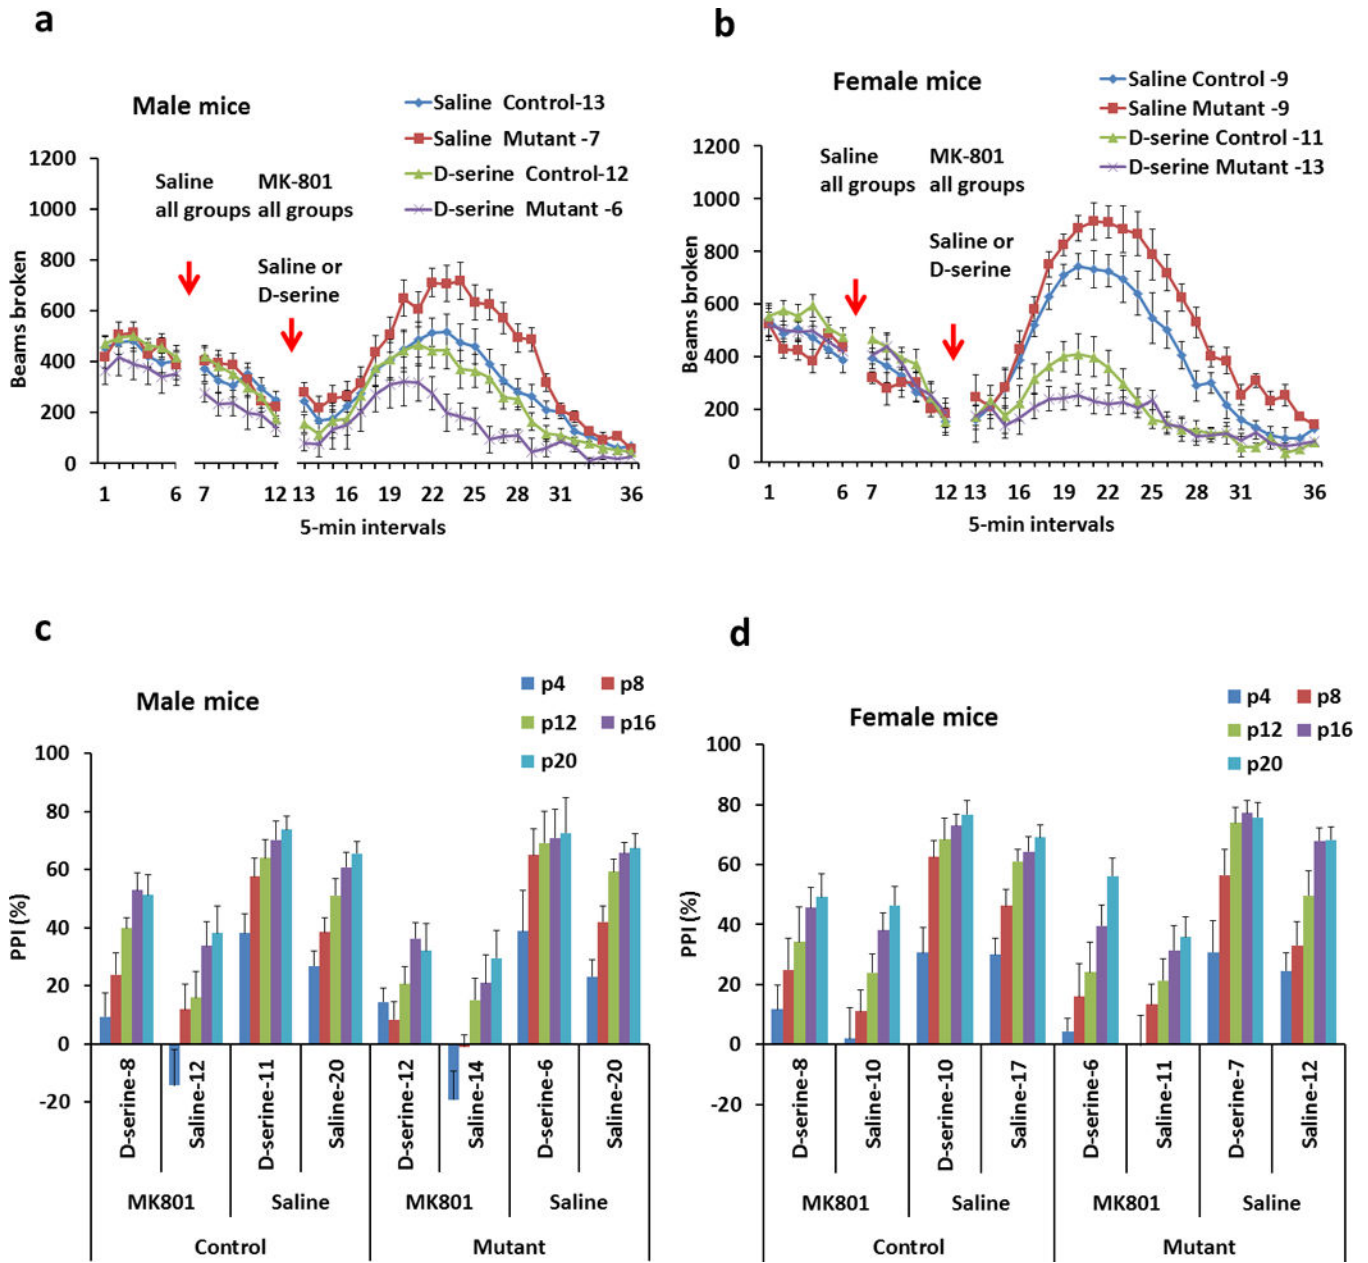 a
Male mice
Saline Control-13
Saline Mutant -7
D-serine Control-12
D-serine Mutant -6
Saline
all groups
MK-801
all groups
Saline or
D-serine
Beams broken
1200
1000
800
600
400
200
0
1 6 7 12 13 16 19 22 25 28 31 36
5-min intervals
b
Female mice
Saline Control -9
Saline Mutant -9
D-serine Control -11
D-serine Mutant -13
Saline
all groups
MK-801
all groups
Saline or
D-serine
Beams broken
1200
1000
800
600
400
200
0
1 6 7 12 13 16 19 22 25 28 31 36
5-min intervals
c
Male mice
p4 p8
p12 p16
p20
PPI (%)
100
80
60
40
20
0
-20
D-serine-8
Saline-12
D-serine-11
Saline-20
D-serine-12
Saline-14
D-serine-6
Saline-20
MK801 Saline MK801 Saline
Control Mutant
d
Female mice
p4 p8
p12 p16
p20
PPI (%)
100
80
60
40
20
0
-20
D-serine-8
Saline-10
D-serine-10
Saline-17
D-serine-6
Saline-11
D-serine-7
Saline-12
MK801 Saline MK801 Saline
Control Mutant